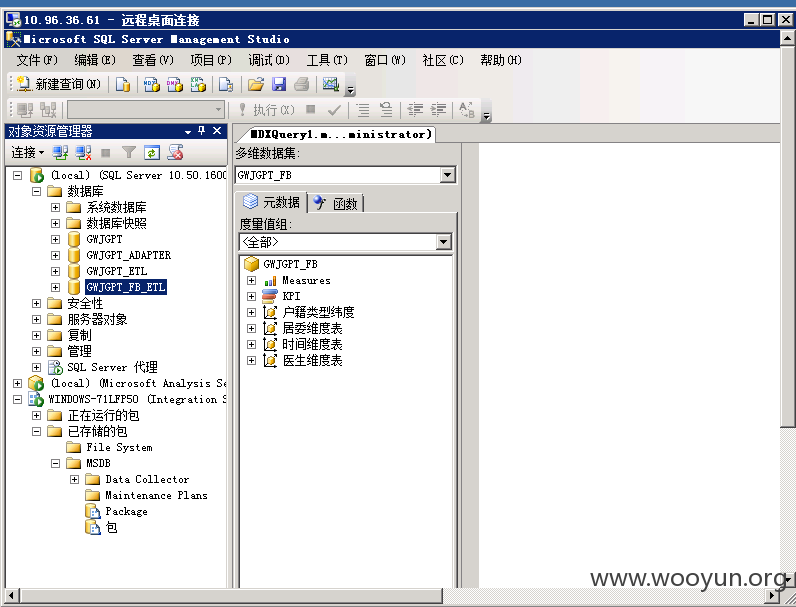 10.96.36.61 - 远程桌面连接
Microsoft SQL Server Management Studio
文件(F) 编辑(E) 查看(V) 项目(P) 调试(D) 工具(T) 窗口(W) 社区(C) 帮助(H)
新建查询(N)
执行(X)
对象资源管理器
连接
(local) (SQL Server 10.50.1600
数据库
系统数据库
数据库快照
GWJGPT
GWJGPT_ADAPTER
GWJGPT_ETL
GWJGPT_FB_ETL
安全性
服务器对象
复制
管理
SQL Server 代理
(local) (Microsoft Analysis Se
WINDOWS-71LFP50 (Integration S
正在运行的包
已存储的包
File System
MSDB
Data Collector
Maintenance Plans
Package
包
MDXQuery1.m...ministrator)
多维数据集:
GWJGPT_FB
元数据 函数
度量值组:
<全部>
GWJGPT_FB
Measures
KPI
户籍类型纬度
居委维度表
时间维度表
医生维度表
www.wooyun.org